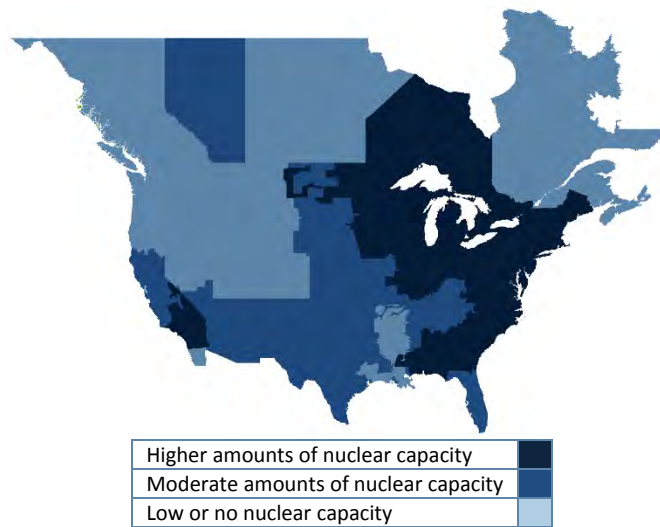 Higher amounts of nuclear capacity
Moderate amounts of nuclear capacity
Low or no nuclear capacity